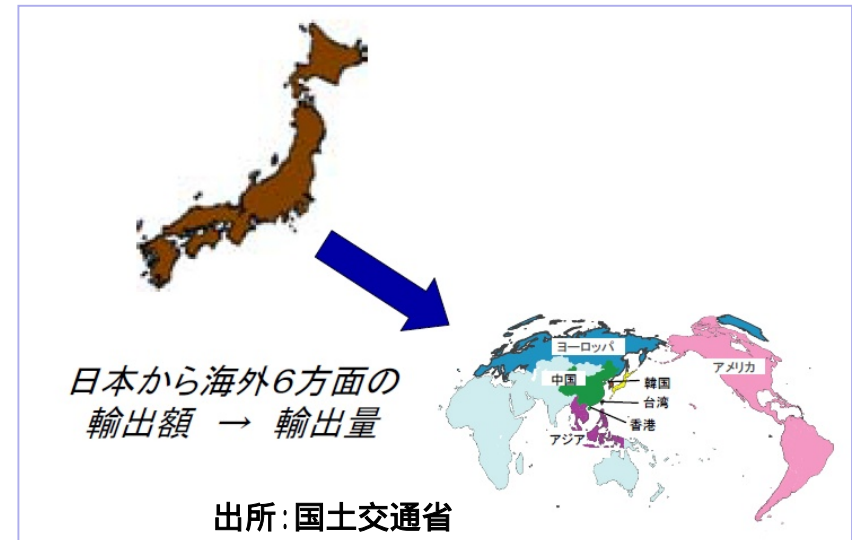 日本から海外6方面の
輸出額 → 輸出量
ヨーロッパ
中国
アメリカ
韓国
台湾
香港
アジア
出所:国土交通省